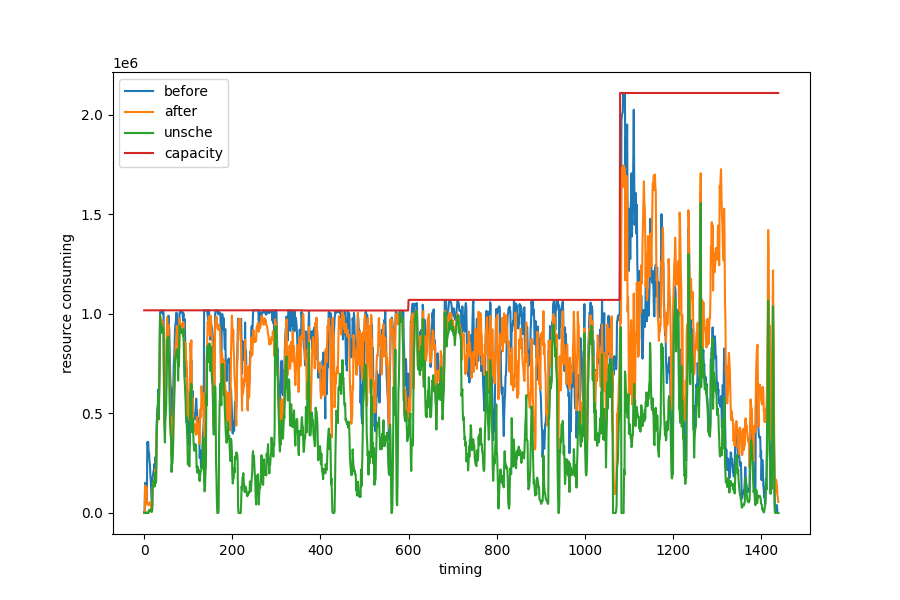 1e6
before
after
unsche
capacity
2.0
1.5
1.0
0.5
0.0
resource consuming
0 200 400 600 800 1000 1200 1400
timing